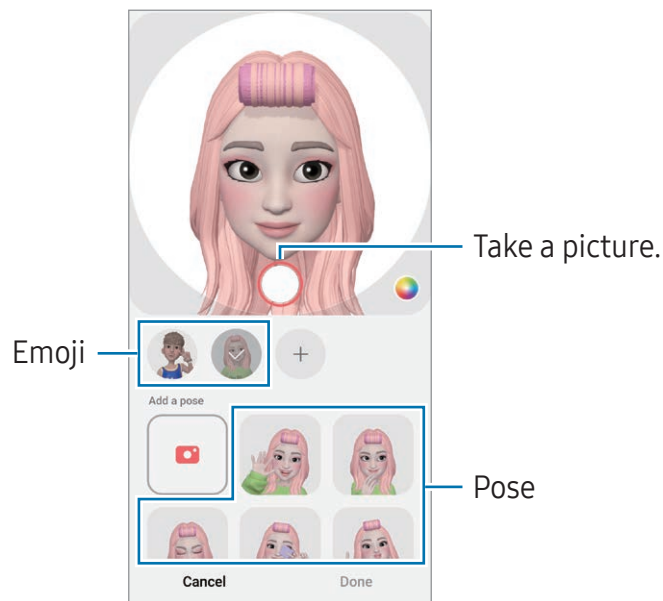 Take a picture.
Emoji
Add a pose
Pose
Cancel
Done